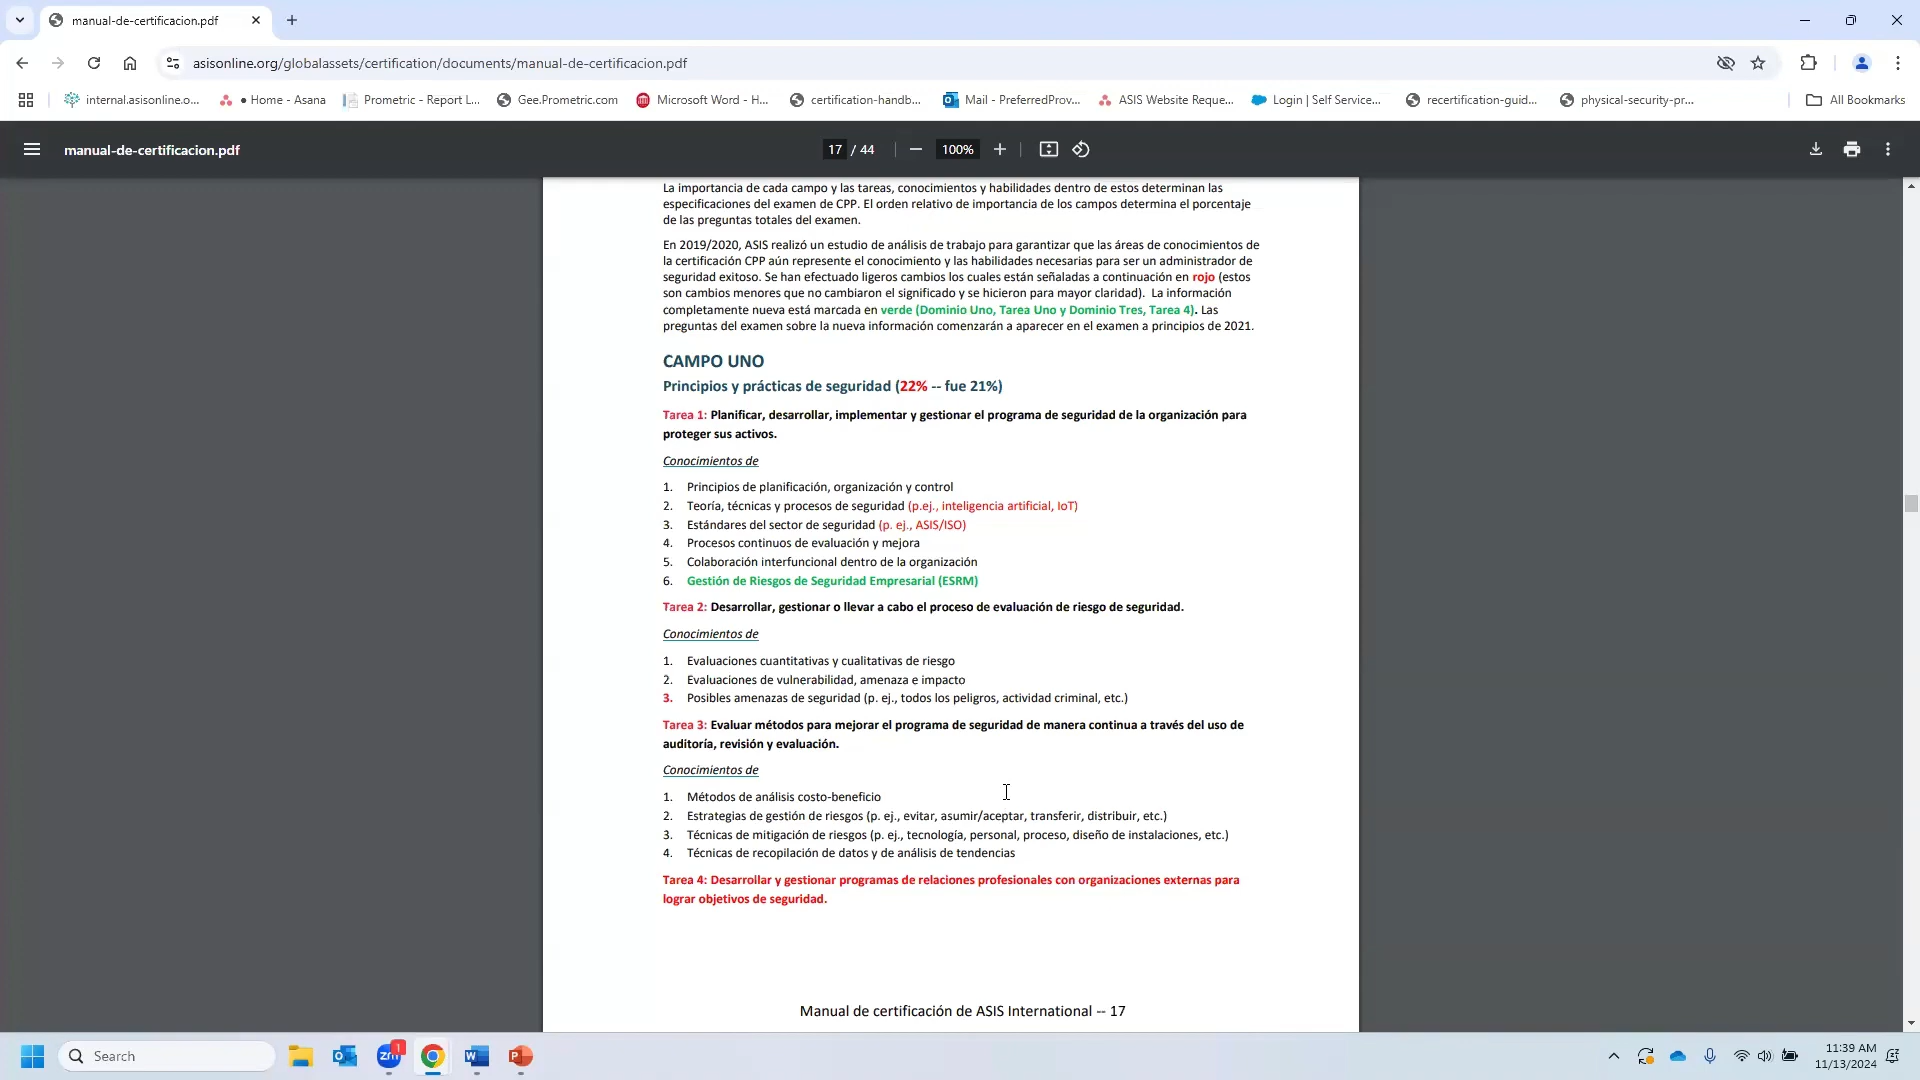 manual-de-certificacion.pdf
asisonline.org/globalassets/certification/documents/manual-de-certificacion.pdf
internal.asisonline.o...
• Home - Asana
Prometric - Report L...
Gee.Prometric.com
Microsoft Word - H...
certification-handb...
Mail - PreferredProv...
ASIS Website Reque...
Login | Self Service...
recertification-guid...
physical-security-pr...
All Bookmarks
manual-de-certificacion.pdf
17 / 44
100%
La importancia de cada campo y las tareas, conocimientos y habilidades dentro de estos determinan las
especificaciones del examen de CPP. El orden relativo de importancia de los campos determina el porcentaje
de las preguntas totales del examen.
En 2019/2020, ASIS realizó un estudio de análisis de trabajo para garantizar que las áreas de conocimientos de
la certificación CPP aún represente el conocimiento y las habilidades necesarias para ser un administrador de
seguridad exitoso. Se han efectuado ligeros cambios los cuales están señaladas a continuación en rojo (estos
son cambios menores que no cambiaron el significado y se hicieron para mayor claridad). La información
completamente nueva está marcada en verde (Dominio Uno, Tarea Uno y Dominio Tres, Tarea 4). Las
preguntas del examen sobre la nueva información comenzarán a aparecer en el examen a principios de 2021.
CAMPO UNO
Principios y prácticas de seguridad (22% -- fue 21%)
Tarea 1: Planificar, desarrollar, implementar y gestionar el programa de seguridad de la organización para
proteger sus activos.
Conocimientos de
1. Principios de planificación, organización y control
2. Teoría, técnicas y procesos de seguridad (p.ej., inteligencia artificial, IoT)
3. Estándares del sector de seguridad (p. ej., ASIS/ISO)
4. Procesos continuos de evaluación y mejora
5. Colaboración interfuncional dentro de la organización
6. Gestión de Riesgos de Seguridad Empresarial (ESRM)
Tarea 2: Desarrollar, gestionar o llevar a cabo el proceso de evaluación de riesgo de seguridad.
Conocimientos de
1. Evaluaciones cuantitativas y cualitativas de riesgo
2. Evaluaciones de vulnerabilidad, amenaza e impacto
3. Posibles amenazas de seguridad (p. ej., todos los peligros, actividad criminal, etc.)
Tarea 3: Evaluar métodos para mejorar el programa de seguridad de manera continua a través del uso de
auditoría, revisión y evaluación.
Conocimientos de
1. Métodos de análisis costo-beneficio
2. Estrategias de gestión de riesgos (p. ej., evitar, asumir/aceptar, transferir, distribuir, etc.)
3. Técnicas de mitigación de riesgos (p. ej., tecnología, personal, proceso, diseño de instalaciones, etc.)
4. Técnicas de recopilación de datos y de análisis de tendencias
Tarea 4: Desarrollar y gestionar programas de relaciones profesionales con organizaciones externas para
lograr objetivos de seguridad.
Manual de certificación de ASIS International -- 17
Search
zm
1
11:39 AM
11/13/2024